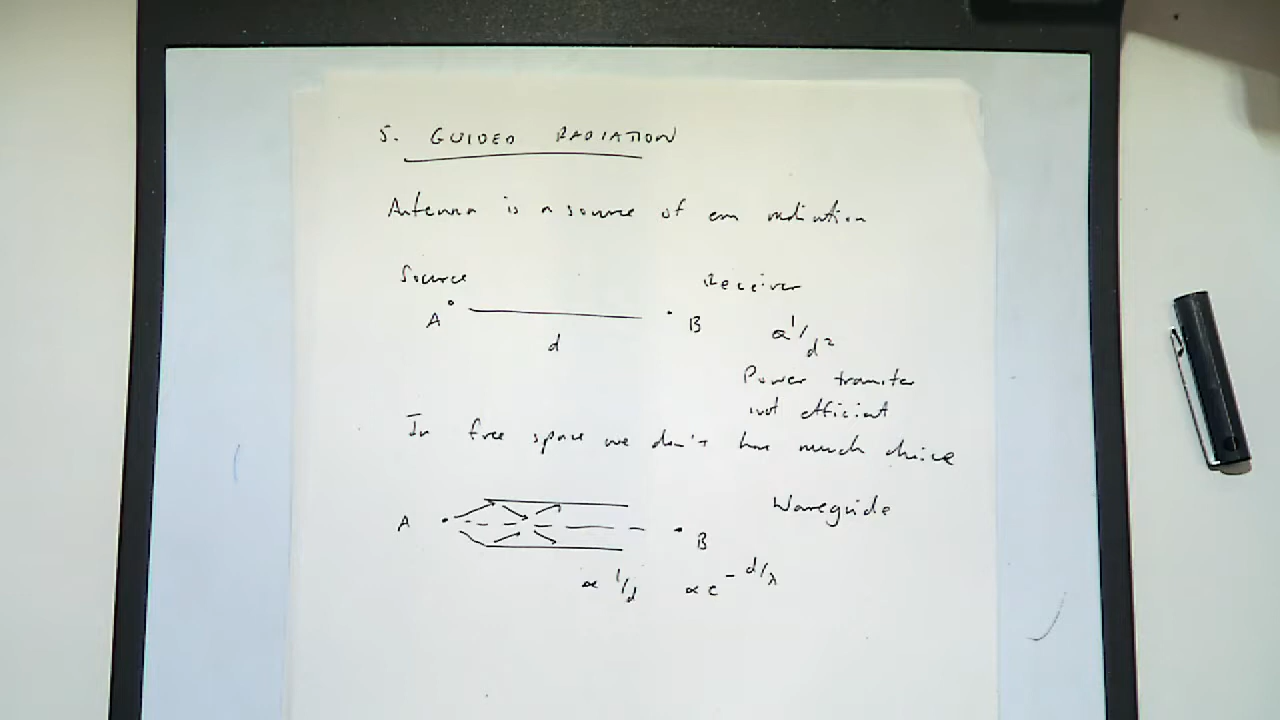 5. GUIDED RADIATION
Antenna is a source of em radiation
Source Receiver
A B ∝ 1/d²
d
Power transfer
not efficient
In free space we don't have much choice
Waveguide
A B
∝ 1/d ∝ e^-d/λ